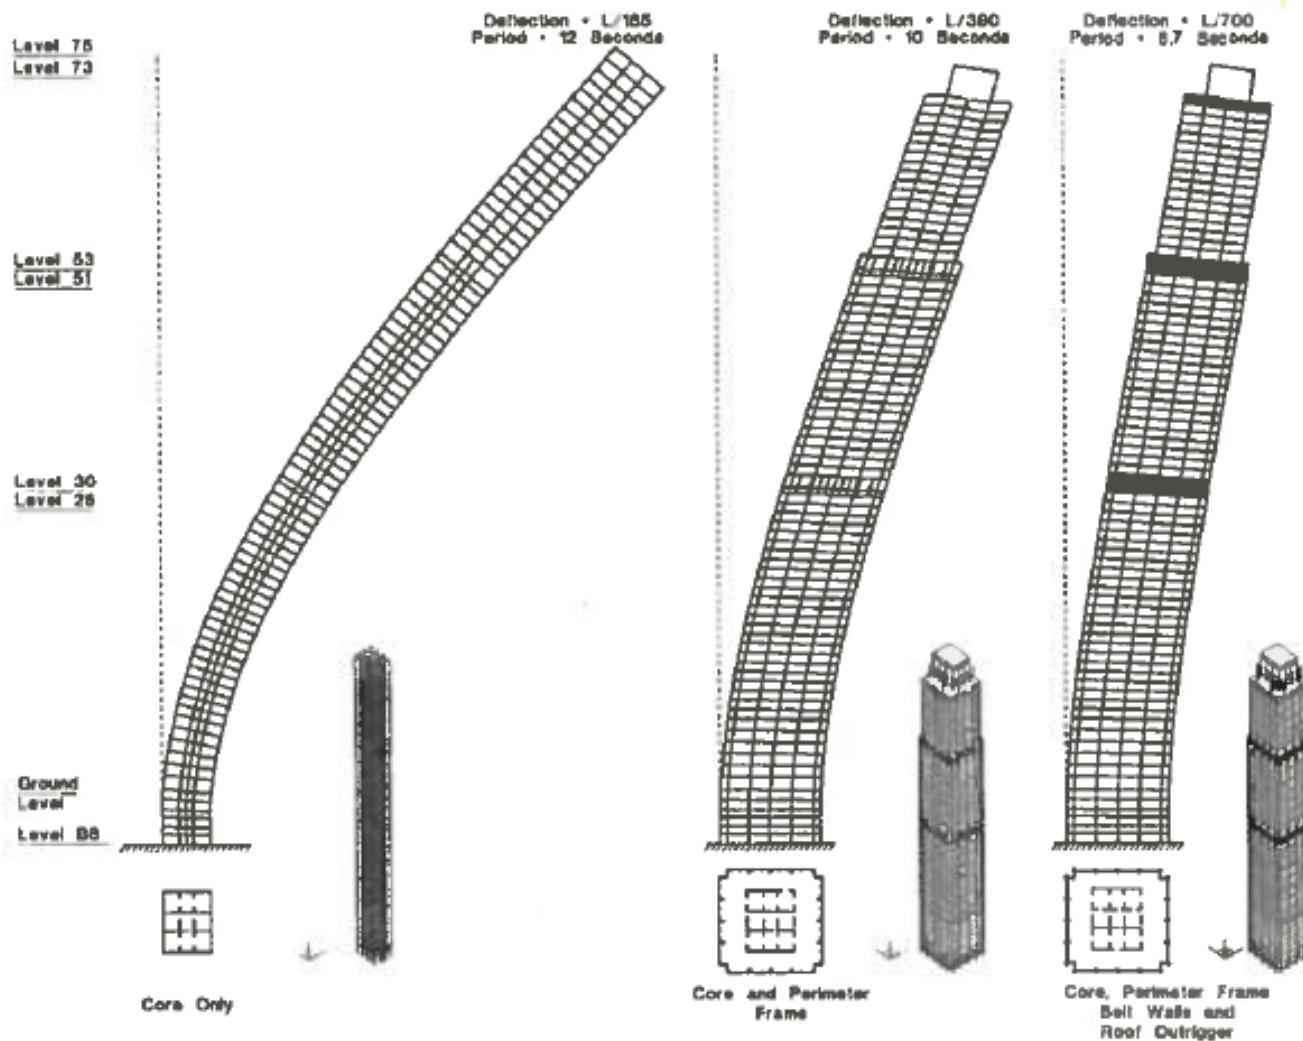 Deflection = L/185
Period = 12 Seconds
Deflection = L/390
Period = 10 Seconds
Deflection = L/700
Period = 8.7 Seconds
Level 75
Level 73
Level 53
Level 51
Level 30
Level 28
Ground
Level
Level B8
Core Only
Core and Perimeter
Frame
Core, Perimeter Frame
Belt Walls and
Roof Outrigger